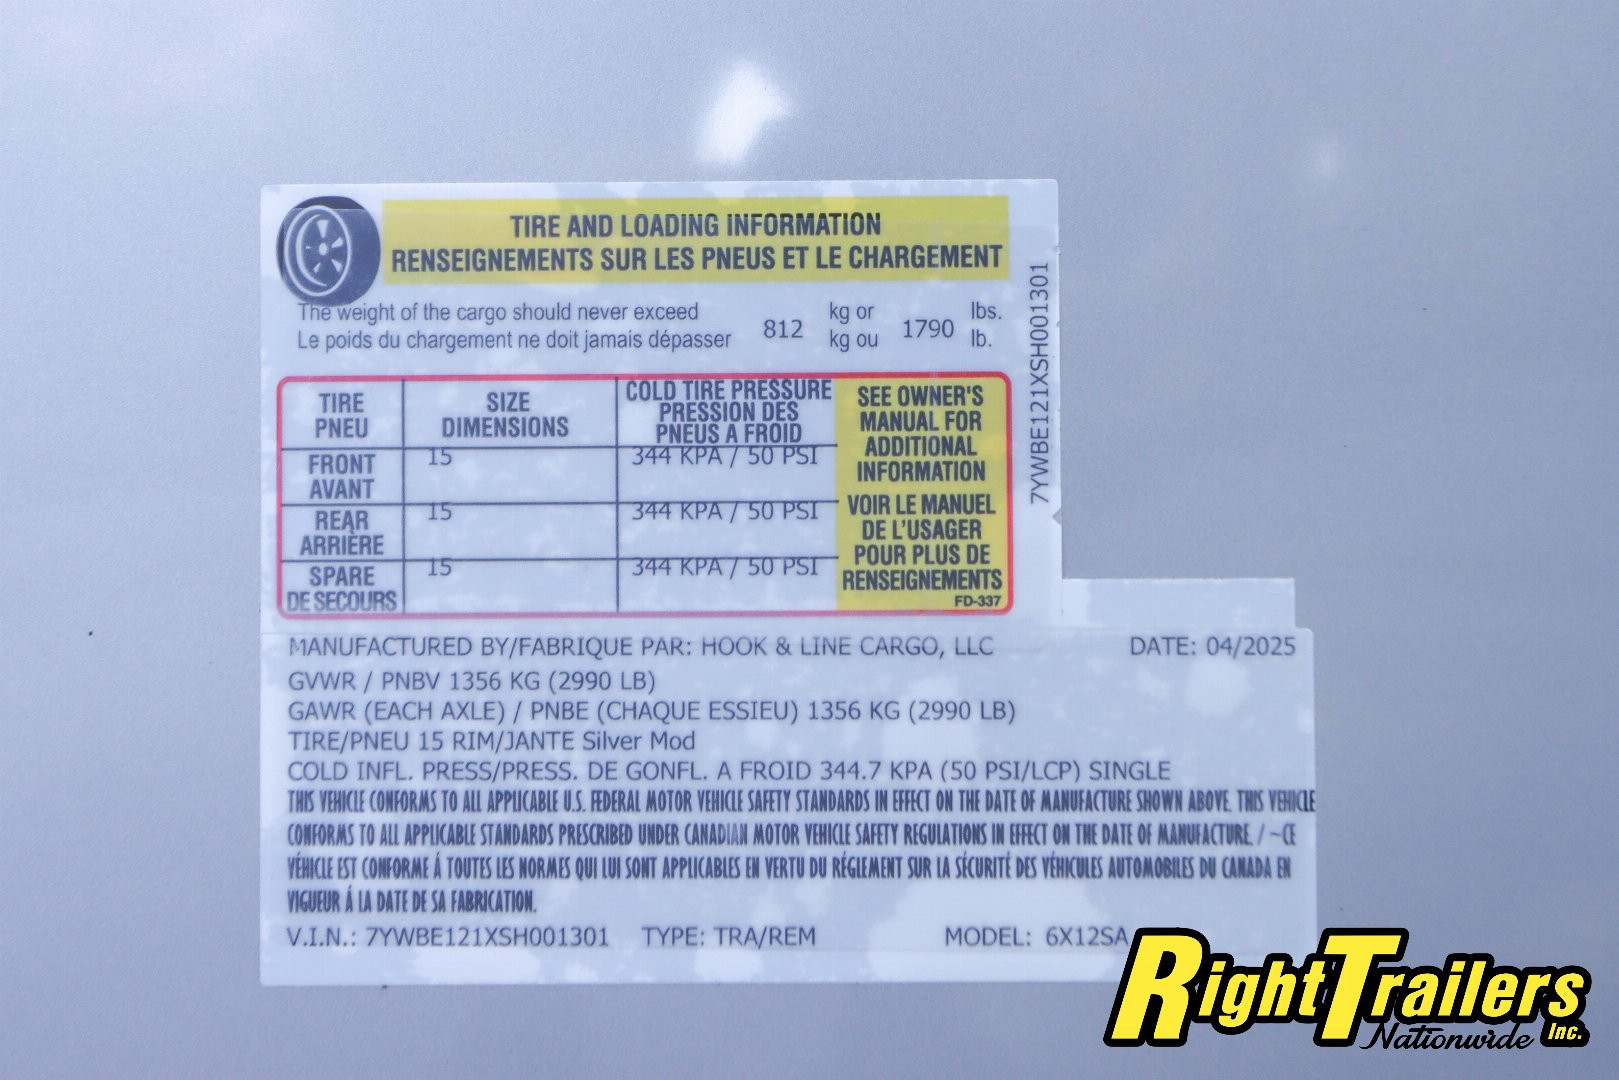 TIRE AND LOADING INFORMATION
RENSEIGNEMENTS SUR LES PNEUS ET LE CHARGEMENT
The weight of the cargo should never exceed
Le poids du chargement ne doit jamais dépasser
812
kg or
kg ou
1790
lbs.
lb.
7YWBE121XSH001301
TIRE
PNEU
SIZE
DIMENSIONS
COLD TIRE PRESSURE
PRESSION DES
PNEUS A FROID
FRONT
AVANT
15
344 KPA / 50 PSI
REAR
ARRIÈRE
15
344 KPA / 50 PSI
SPARE
DE SECOURS
15
344 KPA / 50 PSI
SEE OWNER'S
MANUAL FOR
ADDITIONAL
INFORMATION
VOIR LE MANUEL
DE L'USAGER
POUR PLUS DE
RENSEIGNEMENTS
FD-337
MANUFACTURED BY/FABRIQUE PAR: HOOK & LINE CARGO, LLC DATE: 04/2025
GVWR / PNBV 1356 KG (2990 LB)
GAWR (EACH AXLE) / PNBE (CHAQUE ESSIEU) 1356 KG (2990 LB)
TIRE/PNEU 15 RIM/JANTE Silver Mod
COLD INFL. PRESS/PRESS. DE GONFL. A FROID 344.7 KPA (50 PSI/LCP) SINGLE
THIS VEHICLE CONFORMS TO ALL APPLICABLE U.S. FEDERAL MOTOR VEHICLE SAFETY STANDARDS IN EFFECT ON THE DATE OF MANUFACTURE SHOWN ABOVE. THIS VEHICLE
CONFORMS TO ALL APPLICABLE STANDARDS PRESCRIBED UNDER CANADIAN MOTOR VEHICLE SAFETY REGULATIONS IN EFFECT ON THE DATE OF MANUFACTURE. / ~CE
VÉHICLE EST CONFORME Á TOUTES LES NORMES QUI LUI SONT APPLICABLES EN VERTU DU RÉGLEMENT SUR LA SÉCURITÉ DES VÉHICULES AUTOMOBILES DU CANADA EN
VIGUEUR Á LA DATE DE SA FABRICATION.
V.I.N.: 7YWBE121XSH001301 TYPE: TRA/REM MODEL: 6X12SA
RightTrailers
Nationwide Inc.